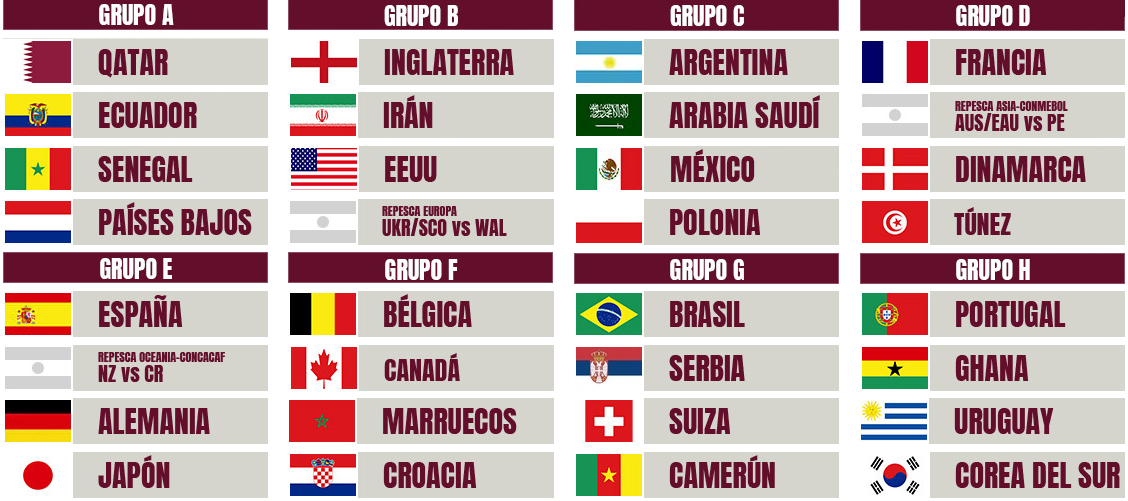 GRUPO A
QATAR
ECUADOR
SENEGAL
PAÍSES BAJOS
GRUPO B
INGLATERRA
IRÁN
EEUU
REPESCA EUROPA
UKR/SCO VS WAL
GRUPO C
ARGENTINA
ARABIA SAUDÍ
MÉXICO
POLONIA
GRUPO D
FRANCIA
REPESCA ASIA-CONMEBOL
AUS/EAU vs PE
DINAMARCA
TÚNEZ
GRUPO E
ESPAÑA
REPESCA OCEANIA-CONCACAF
NZ vs CR
ALEMANIA
JAPÓN
GRUPO F
BÉLGICA
CANADÁ
MARRUECOS
CROACIA
GRUPO G
BRASIL
SERBIA
SUIZA
CAMERÚN
GRUPO H
PORTUGAL
GHANA
URUGUAY
COREA DEL SUR